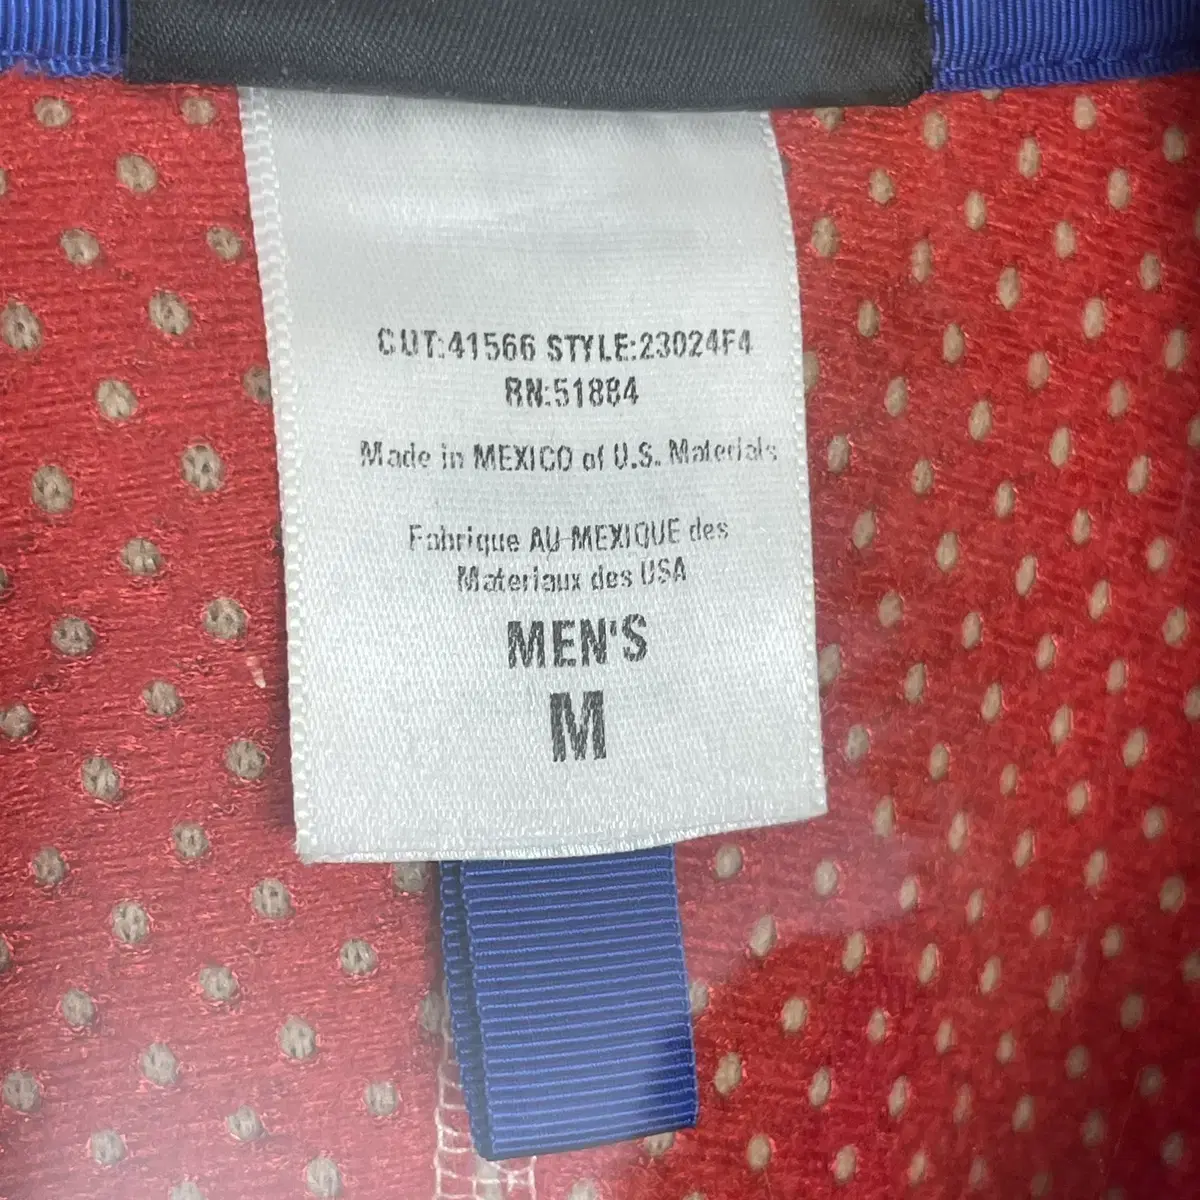 CUT:41566 STYLE:23024F4
RN:51884
Made in MEXICO of U.S. Materials
Fabrique AU MEXIQUE des
Materiaux des USA
MEN'S
M